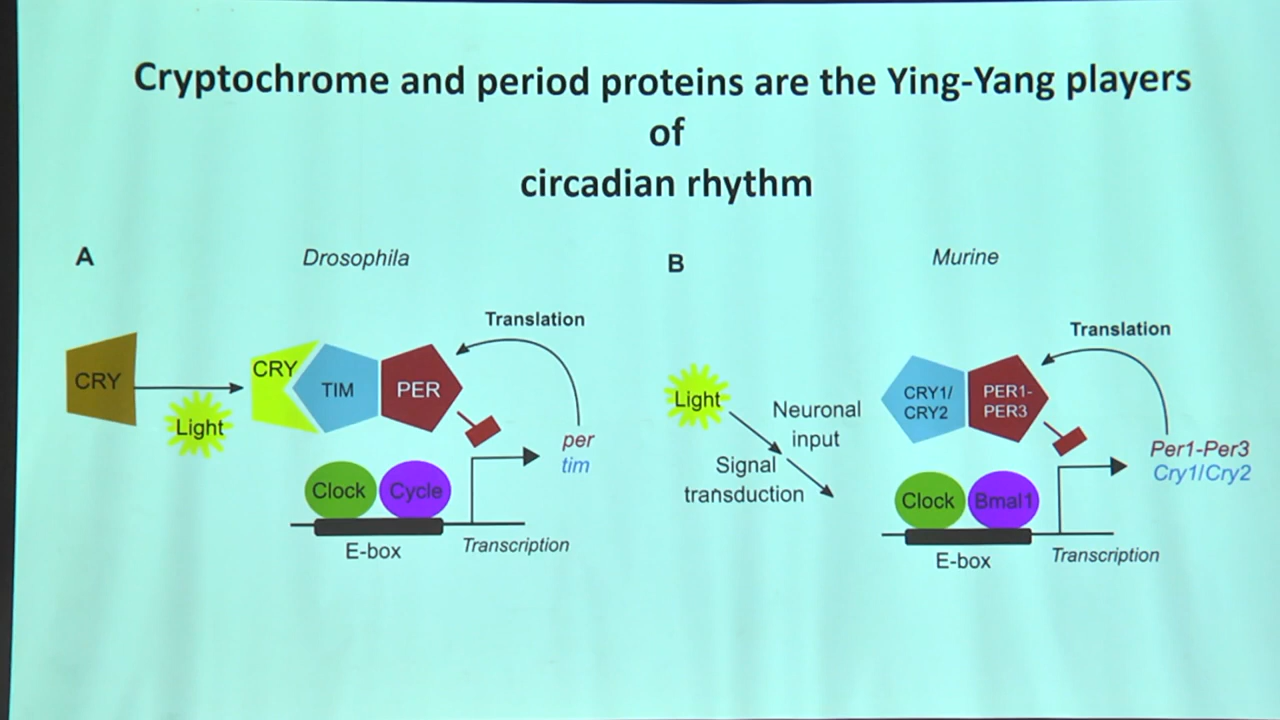 Cryptochrome and period proteins are the Ying-Yang players
of
circadian rhythm
A
Drosophila
Translation
CRY
Light
CRY
TIM
PER
per
tim
Clock
Cycle
E-box
Transcription
B
Murine
Translation
Light
Neuronal
input
Signal
transduction
CRY1/
CRY2
PER1-
PER3
Per1-Per3
Cry1/Cry2
Clock
Bmal1
E-box
Transcription